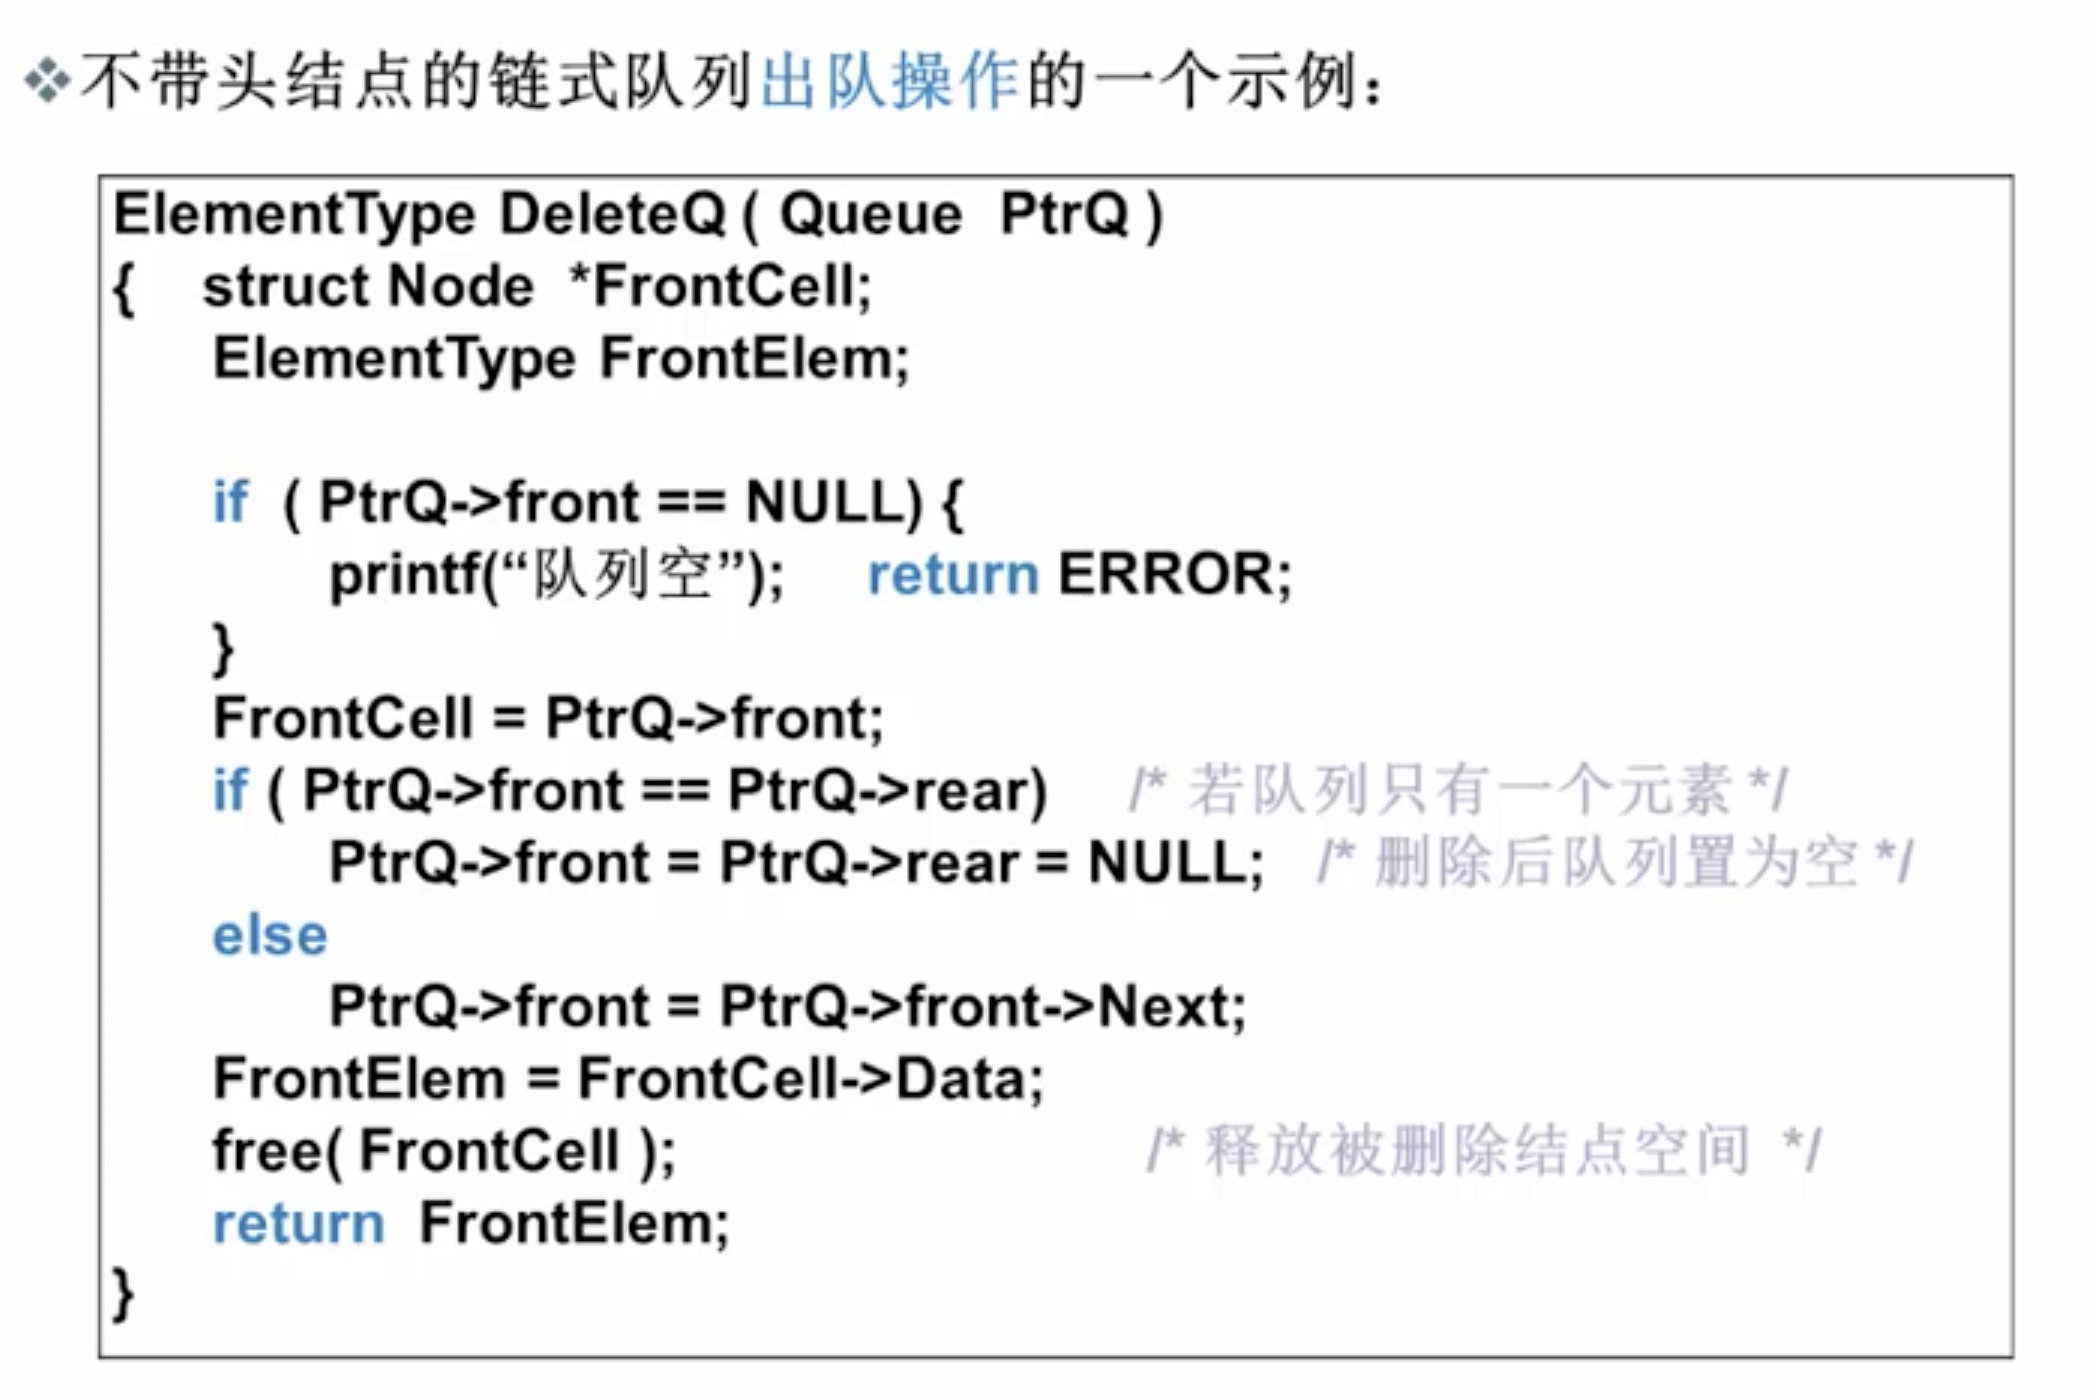 不带头结点的链式队列出队操作的一个示例：
ElementType DeleteQ ( Queue PtrQ )
{ struct Node *FrontCell;
ElementType FrontElem;
if ( PtrQ->front == NULL) {
printf(“队列空”); return ERROR;
}
FrontCell = PtrQ->front;
if ( PtrQ->front == PtrQ->rear) /* 若队列只有一个元素 */
PtrQ->front = PtrQ->rear = NULL; /* 删除后队列置为空 */
else
PtrQ->front = PtrQ->front->Next;
FrontElem = FrontCell->Data;
free( FrontCell ); /* 释放被删除结点空间 */
return FrontElem;
}